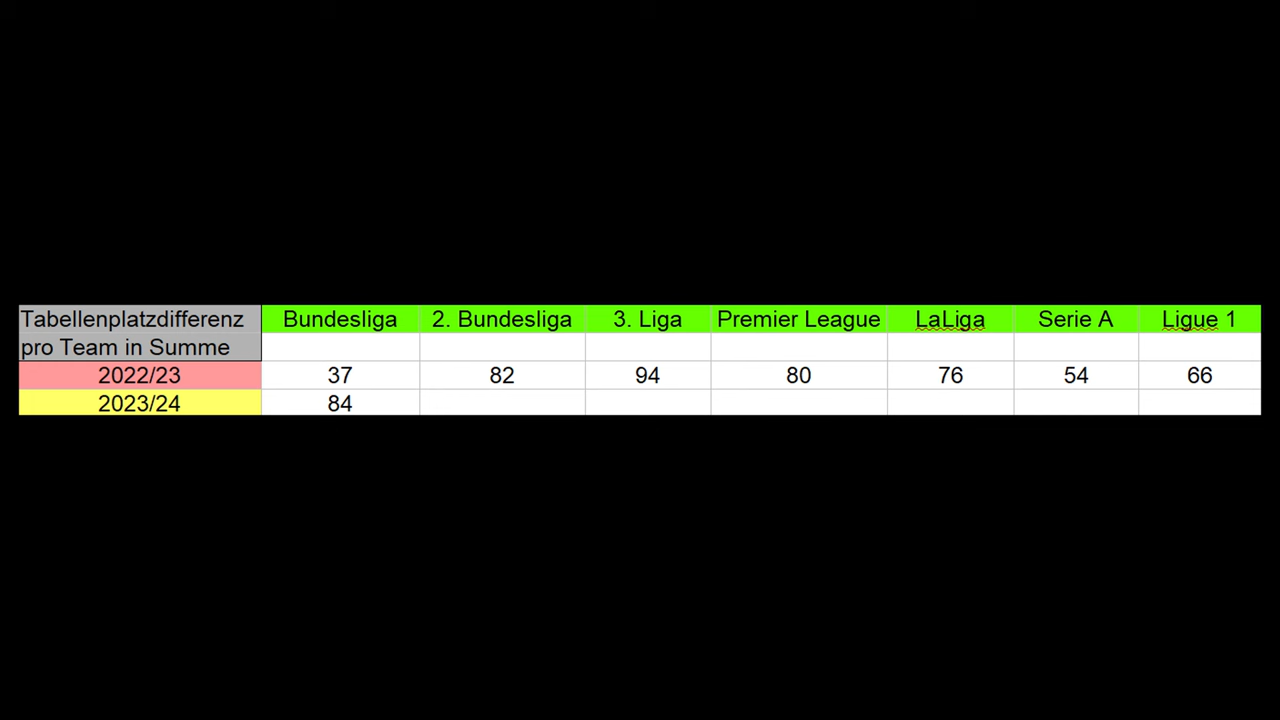 Tabellenplatzdifferenz Bundesliga 2. Bundesliga 3. Liga Premier League LaLiga Serie A Ligue 1
pro Team in Summe
2022/23 37 82 94 80 76 54 66
2023/24 84